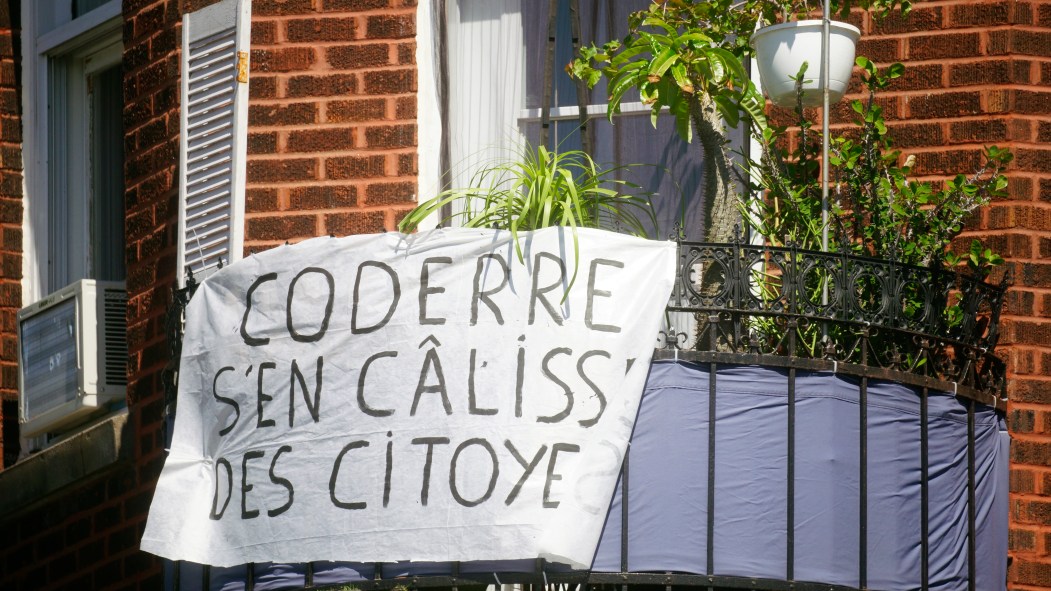 CODERRE
S'EN CÂLISS
DES CITOYE